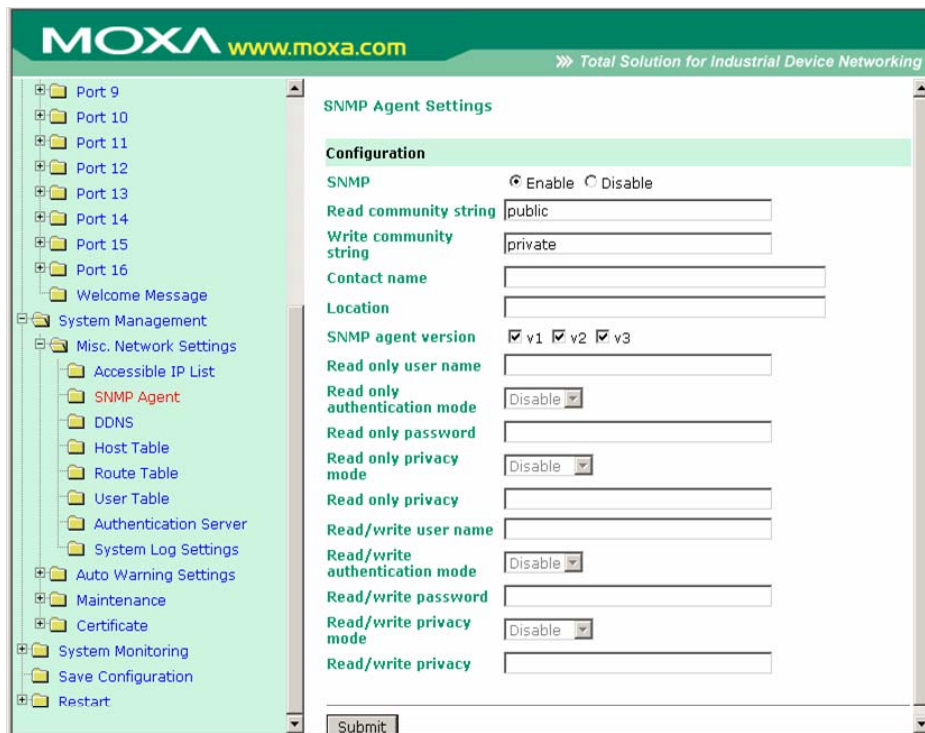 MOXA www.moxa.com
Total Solution for Industrial Device Networking
Port 9
Port 10
Port 11
Port 12
Port 13
Port 14
Port 15
Port 16
Welcome Message
System Management
Misc. Network Settings
Accessible IP List
SNMP Agent
DDNS
Host Table
Route Table
User Table
Authentication Server
System Log Settings
Auto Warning Settings
Maintenance
Certificate
System Monitoring
Save Configuration
Restart
SNMP Agent Settings
Configuration
SNMP Enable Disable
Read community string public
Write community
string private
Contact name
Location
SNMP agent version v1 v2 v3
Read only user name
Read only
authentication mode Disable
Read only password
Read only privacy
mode Disable
Read only privacy
Read/write user name
Read/write
authentication mode Disable
Read/write password
Read/write privacy
mode Disable
Read/write privacy
Submit